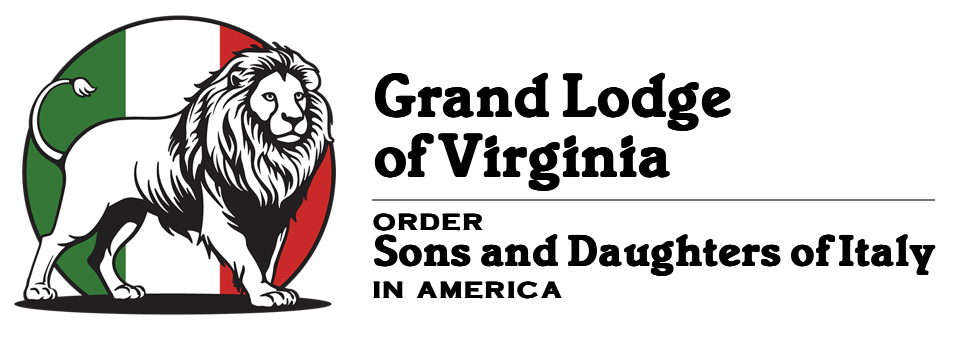 Grand Lodge
of Virginia
ORDER
Sons and Daughters of Italy
IN AMERICA